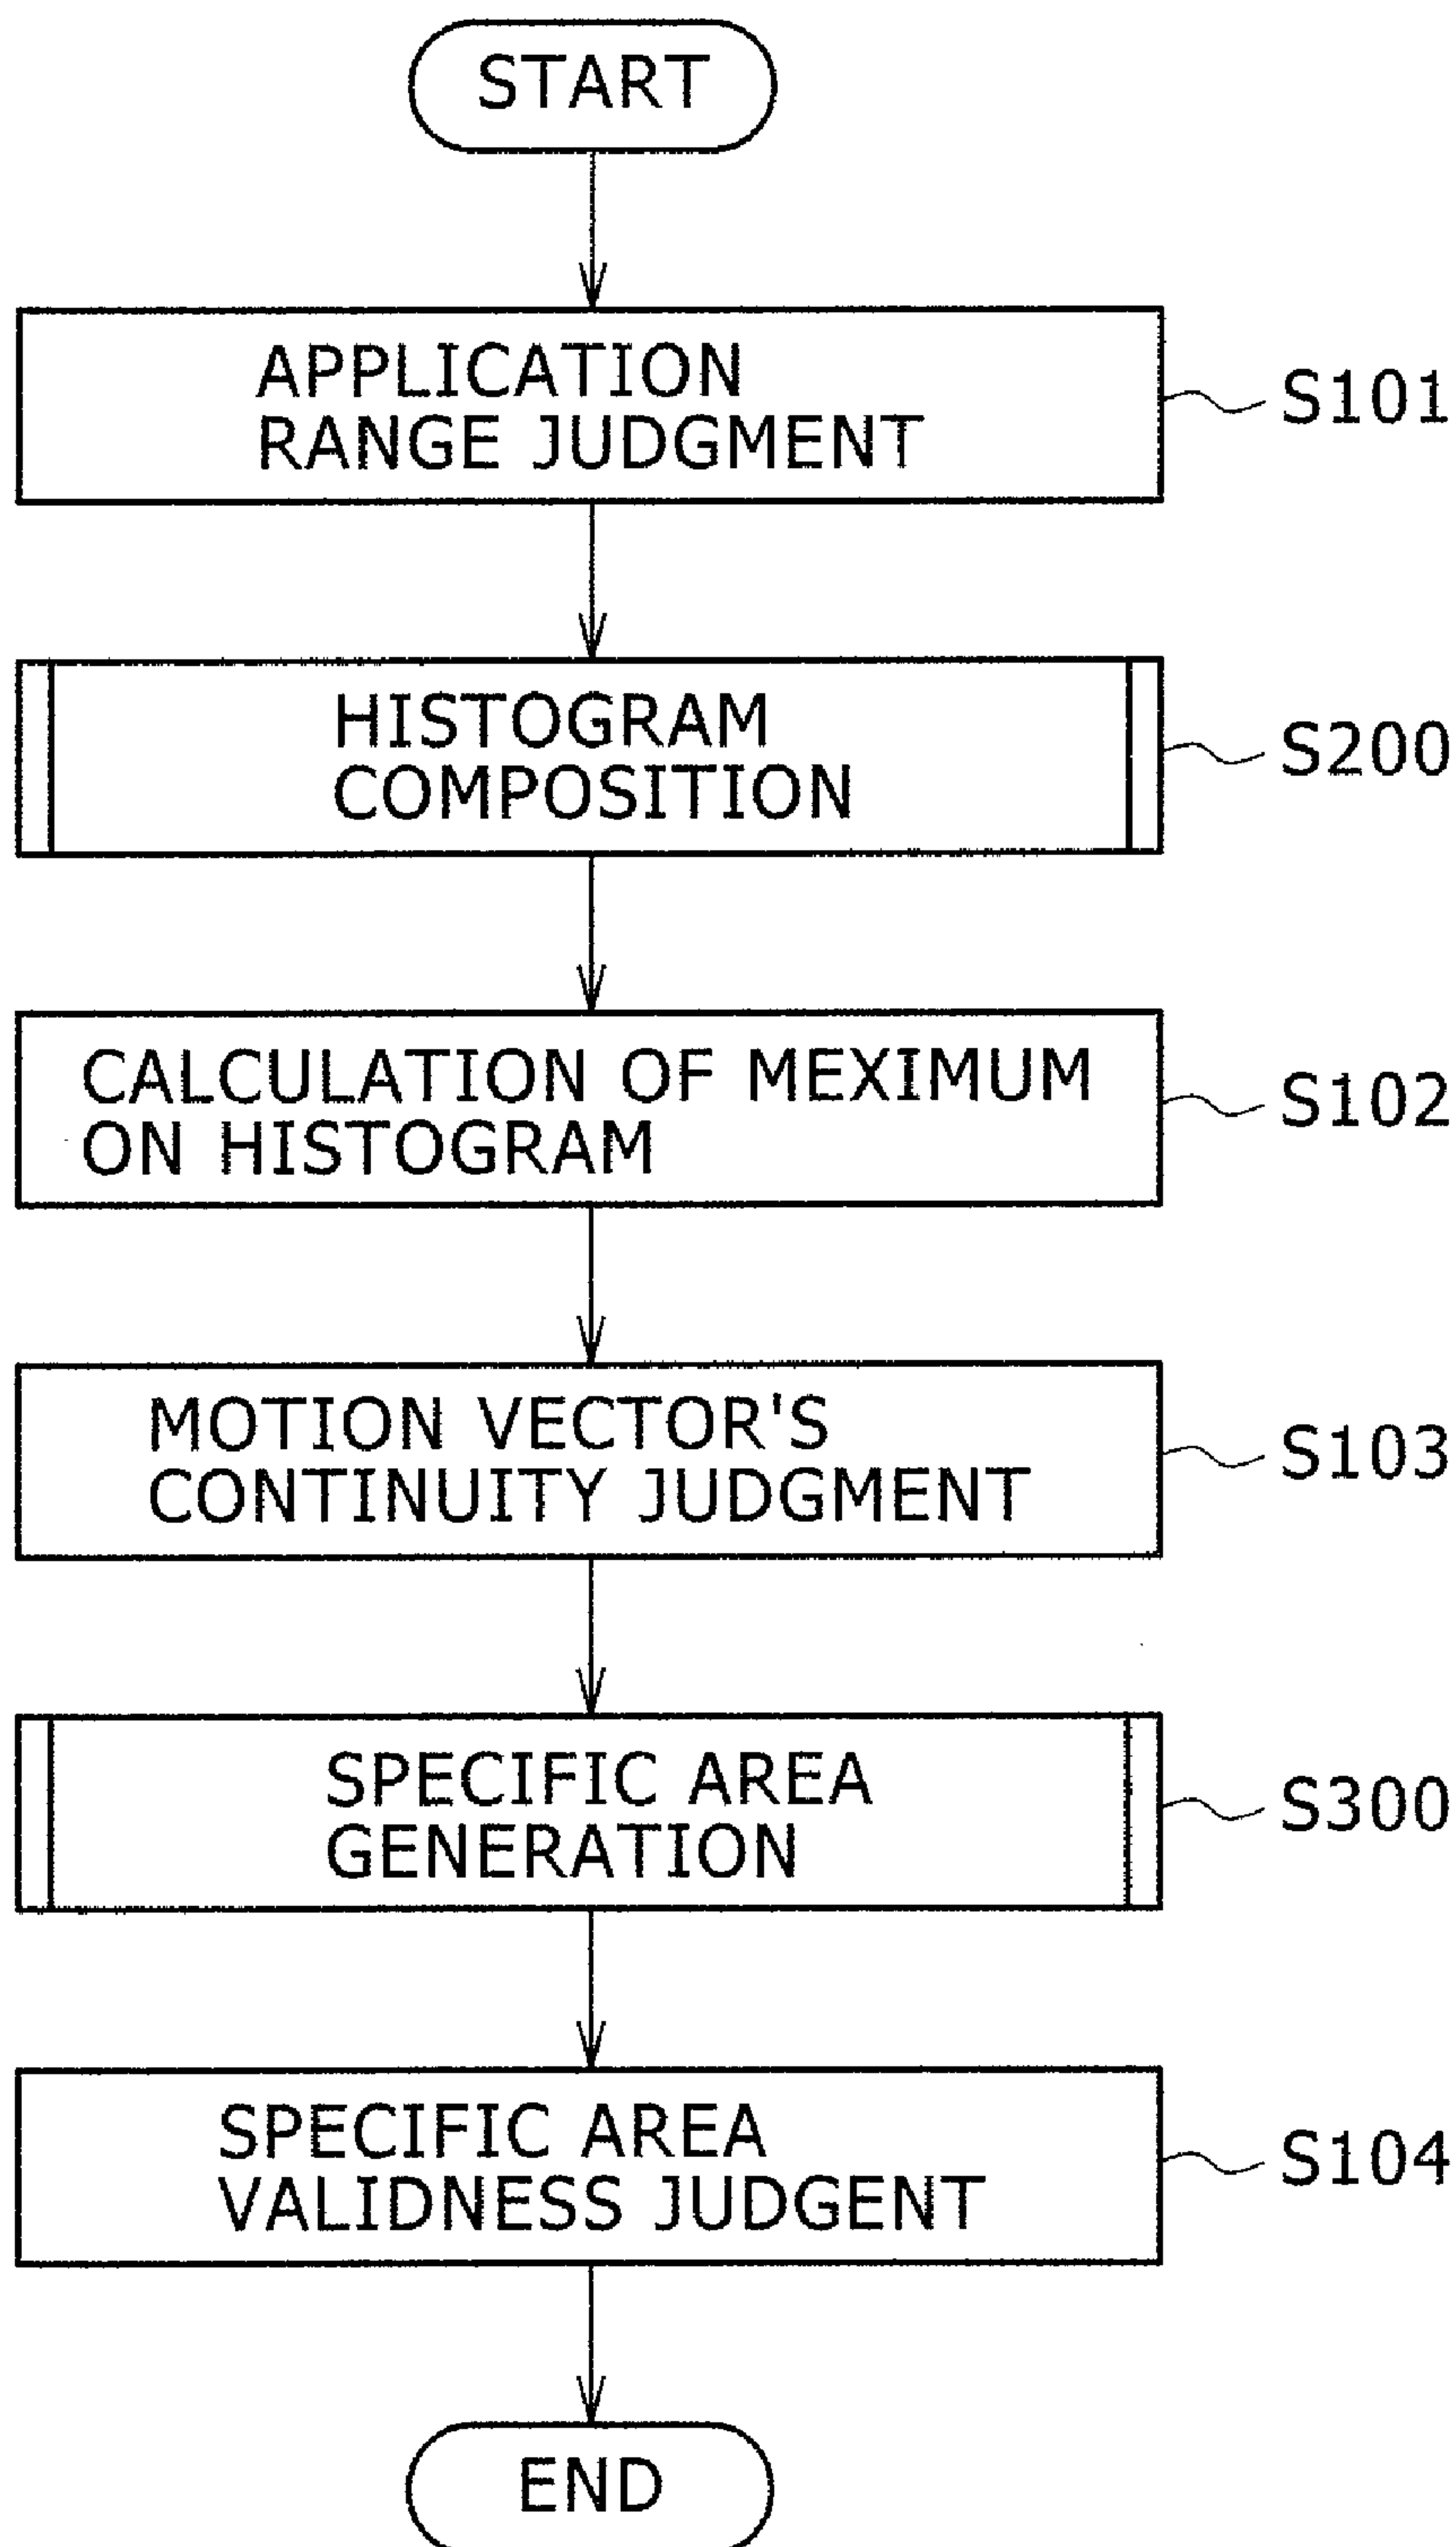 START
APPLICATION
RANGE JUDGMENT
S101
HISTOGRAM
COMPOSITION
S200
CALCULATION OF MEXIMUM
ON HISTOGRAM
S102
MOTION VECTOR'S
CONTINUITY JUDGMENT
S103
SPECIFIC AREA
GENERATION
S300
SPECIFIC AREA
VALIDNESS JUDGENT
S104
END